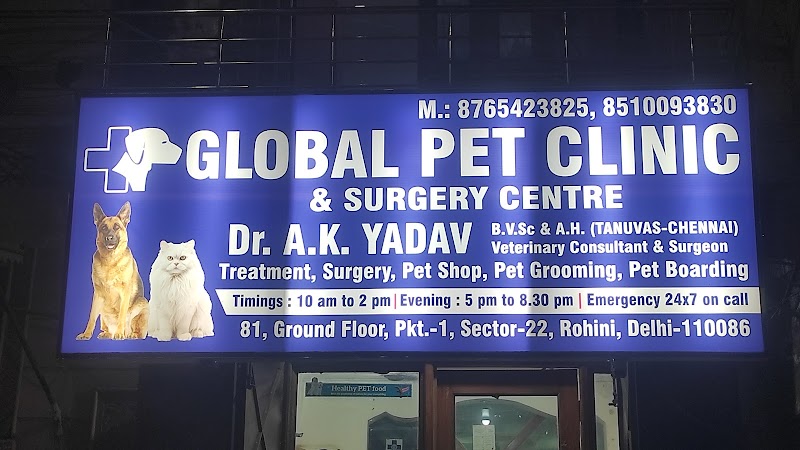 M.: 8765423825, 8510093830
GLOBAL PET CLINIC
& SURGERY CENTRE
Dr. A.K. YADAV
B.V.Sc & A.H. (TANUVAS-CHENNAI)
Veterinary Consultant & Surgeon
Treatment, Surgery, Pet Shop, Pet Grooming, Pet Boarding
Timings : 10 am to 2 pm | Evening : 5 pm to 8.30 pm | Emergency 24x7 on call
81, Ground Floor, Pkt.-1, Sector-22, Rohini, Delhi-110086
Healthy PET food